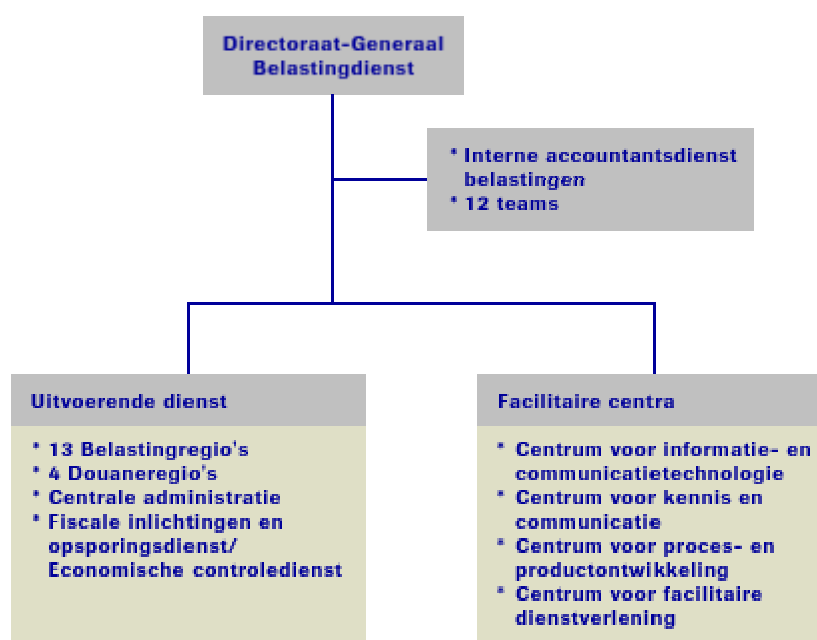 Directoraat-Generaal
Belastingdienst
* Interne accountantsdienst
belastingen
* 12 teams
Uitvoerende dienst
* 13 Belastingregio's
* 4 Douaneregio's
* Centrale administratie
* Fiscale inlichtingen en
opsporingsdienst/
Economische controledienst
Facilitaire centra
* Centrum voor informatie- en
communicatietechnologie
* Centrum voor kennis en
communicatie
* Centrum voor proces- en
productontwikkeling
* Centrum voor facilitaire
dienstverlening